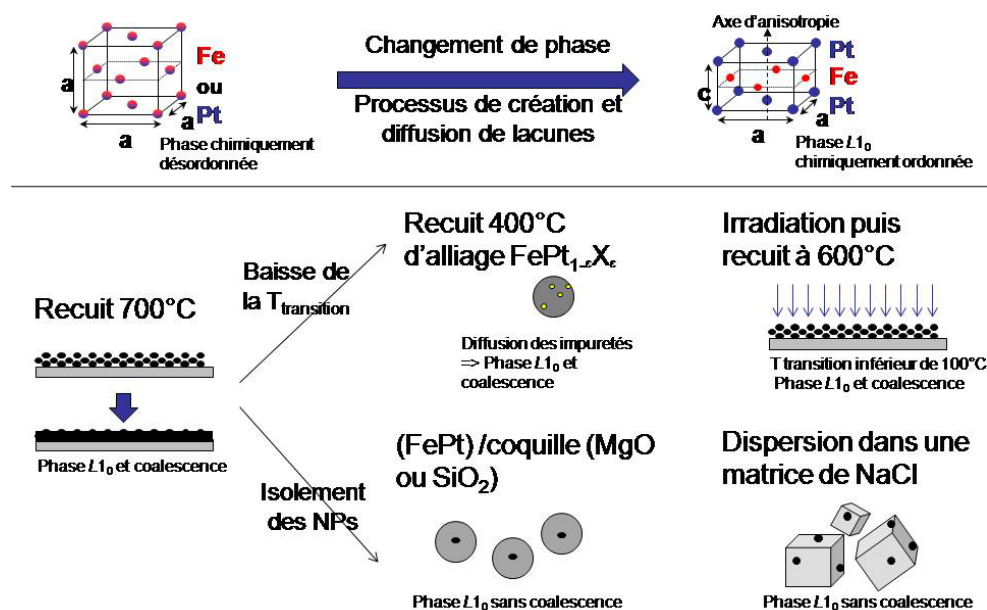 Fe
ou
Pt
a
a
a
Phase chimiquement
désordonnée
Changement de phase
Processus de création et
diffusion de lacunes
Axe d'anisotropie
Pt
Fe
Pt
c
a
a
Phase L1₀
chimiquement ordonnée
Recuit 700°C
Phase L1₀ et coalescence
Baisse de
la T_transition
Isolement
des NPs
Recuit 400°C
d'alliage FePt₁₋εXε
Diffusion des impuretés
=> Phase L1₀ et
coalescence
Irradiation puis
recuit à 600°C
T transition inférieur de 100°C
Phase L1₀ et coalescence
(FePt) /coquille (MgO
ou SiO₂)
Phase L1₀ sans coalescence
Dispersion dans une
matrice de NaCl
Phase L1₀ sans coalescence